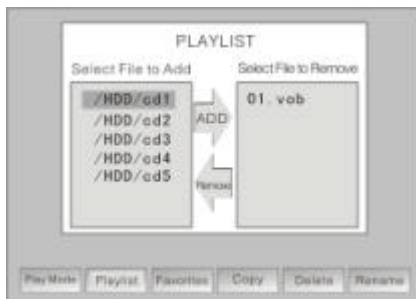 PLAYLIST
Select File to Add
Select File to Remove
/HDD/cd1
/HDD/cd2
/HDD/cd3
/HDD/cd4
/HDD/cd5
ADD
Remove
01. vob
Play Mode Playlist Favorities Copy Delete Rename